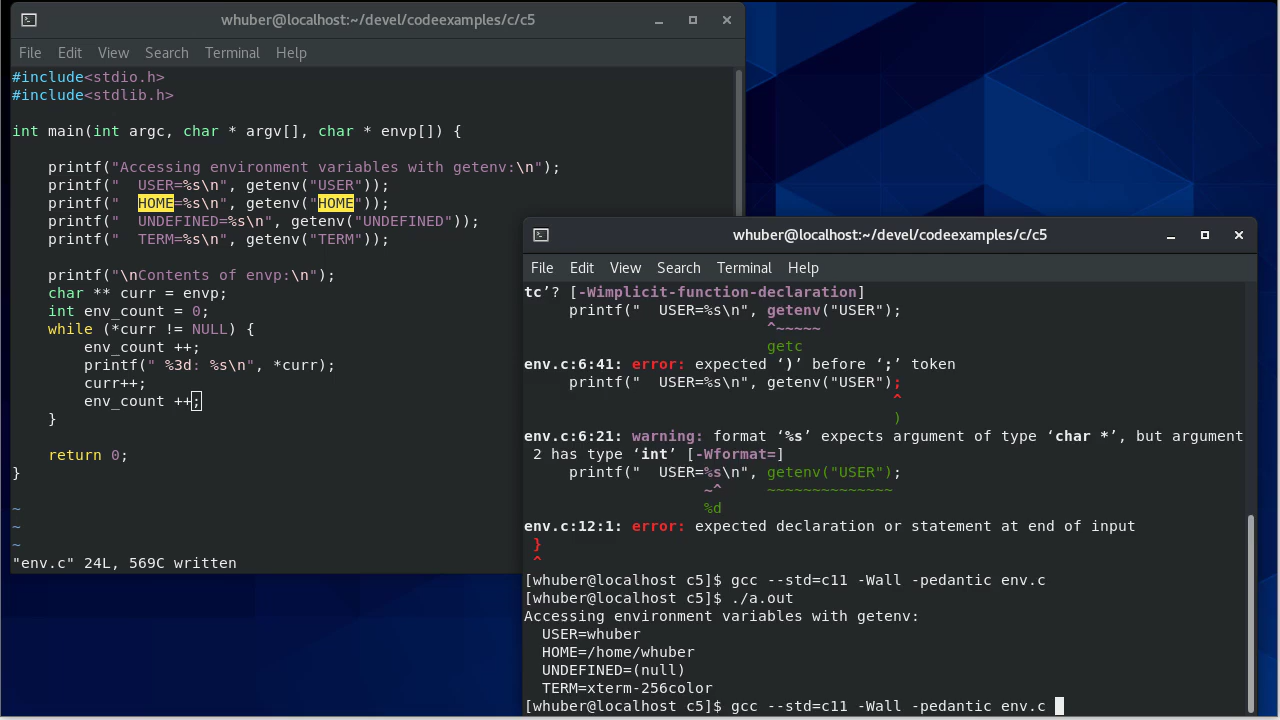 whuber@localhost:~/devel/codeexamples/c/c5
File Edit View Search Terminal Help
#include<stdio.h>
#include<stdlib.h>
int main(int argc, char * argv[], char * envp[]) {
    printf("Accessing environment variables with getenv:\n");
    printf("  USER=%s\n", getenv("USER"));
    printf("  HOME=%s\n", getenv("HOME"));
    printf("  UNDEFINED=%s\n", getenv("UNDEFINED"));
    printf("  TERM=%s\n", getenv("TERM"));
    printf("\nContents of envp:\n");
    char ** curr = envp;
    int env_count = 0;
    while (*curr != NULL) {
        env_count ++;
        printf(" %3d: %s\n", *curr);
        curr++;
        env_count ++;
    }
    return 0;
}
~
~
~
"env.c" 24L, 569C written
whuber@localhost:~/devel/codeexamples/c/c5
File Edit View Search Terminal Help
tc’? [-Wimplicit-function-declaration]
     printf("  USER=%s\n", getenv("USER");
                           ^~~~~~
                           getc
env.c:6:41: error: expected ‘)’ before ‘;’ token
     printf("  USER=%s\n", getenv("USER");
                                         ^
                                         )
env.c:6:21: warning: format ‘%s’ expects argument of type ‘char *’, but argument
 2 has type ‘int’ [-Wformat=]
     printf("  USER=%s\n", getenv("USER");
                    ~^     ~~~~~~~~~~~~~~
                    %d
env.c:12:1: error: expected declaration or statement at end of input
 }
 ^
[whuber@localhost c5]$ gcc --std=c11 -Wall -pedantic env.c
[whuber@localhost c5]$ ./a.out
Accessing environment variables with getenv:
  USER=whuber
  HOME=/home/whuber
  UNDEFINED=(null)
  TERM=xterm-256color
[whuber@localhost c5]$ gcc --std=c11 -Wall -pedantic env.c